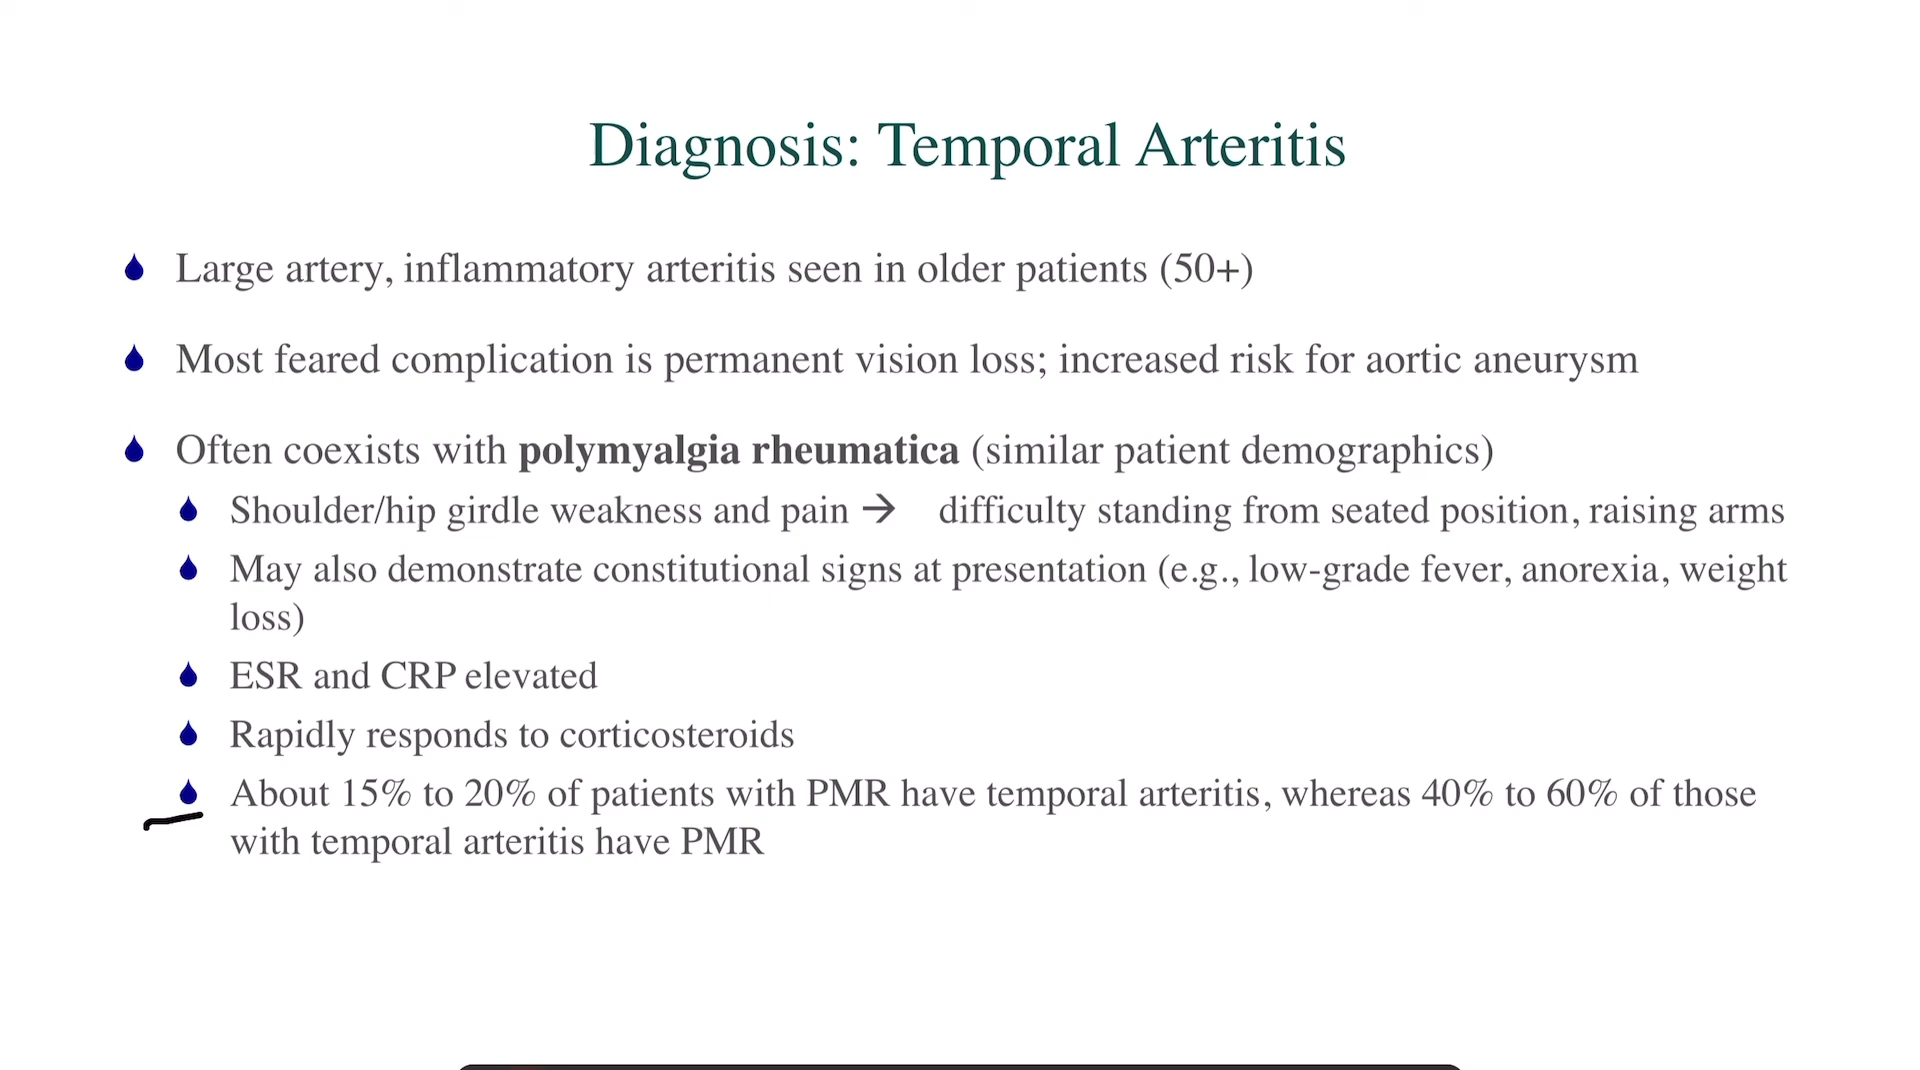 Diagnosis: Temporal Arteritis
Large artery, inflammatory arteritis seen in older patients (50+)
Most feared complication is permanent vision loss; increased risk for aortic aneurysm
Often coexists with polymyalgia rheumatica (similar patient demographics)
Shoulder/hip girdle weakness and pain → difficulty standing from seated position, raising arms
May also demonstrate constitutional signs at presentation (e.g., low-grade fever, anorexia, weight
loss)
ESR and CRP elevated
Rapidly responds to corticosteroids
About 15% to 20% of patients with PMR have temporal arteritis, whereas 40% to 60% of those
with temporal arteritis have PMR